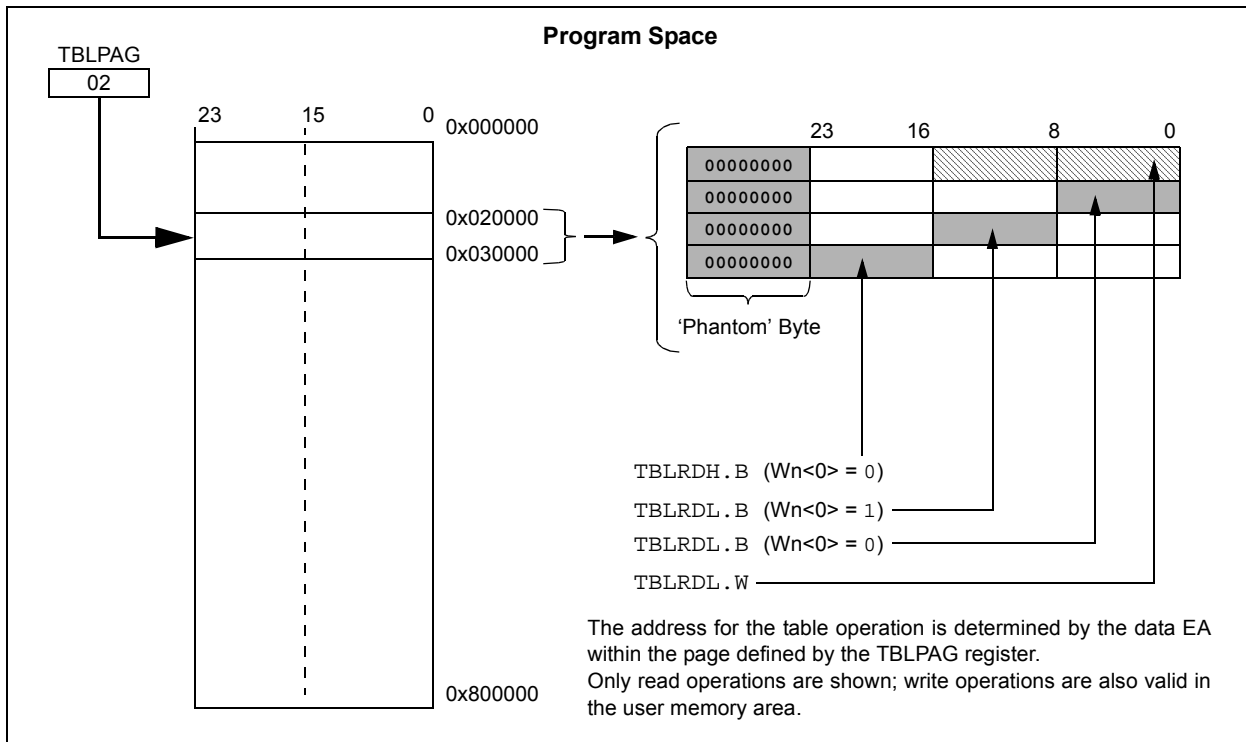 Program Space
TBLPAG
02
23 15 0
0x000000
0x020000
0x030000
0x800000
23 16 8 0
00000000
00000000
00000000
00000000
‘Phantom’ Byte
TBLRDH.B (Wn<0> = 0)
TBLRDL.B (Wn<0> = 1)
TBLRDL.B (Wn<0> = 0)
TBLRDL.W
The address for the table operation is determined by the data EA
within the page defined by the TBLPAG register.
Only read operations are shown; write operations are also valid in
the user memory area.